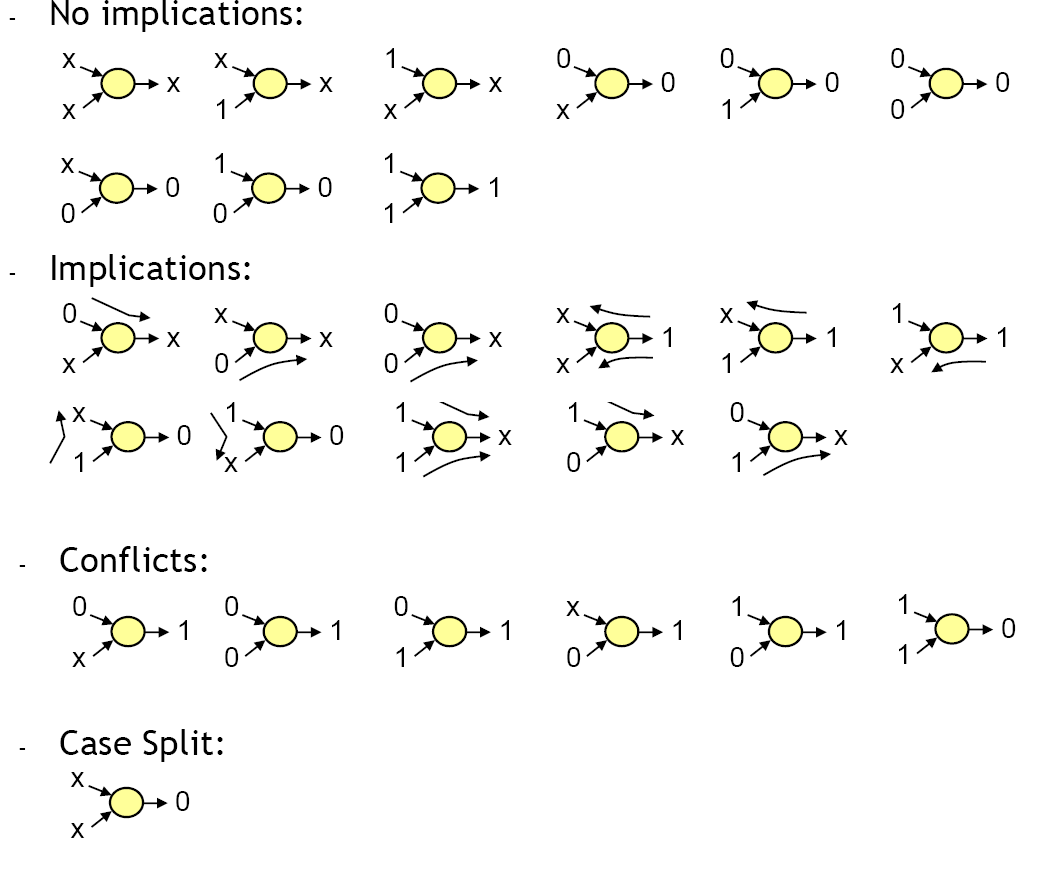 - No implications:
x x 1 0 0 0
x x x 0 0 0
x 1 x x 1 0
x 1 1
0 0 1
0 0 1
- Implications:
0 x 0 x x 1
x x x 1 1 1
x 0 0 x 1 x
x 1 1 1 0
0 0 x x x
1 x 1 0 1
- Conflicts:
0 0 0 x 1 1
1 1 1 1 1 0
x 0 1 0 0 1
- Case Split:
x
0
x